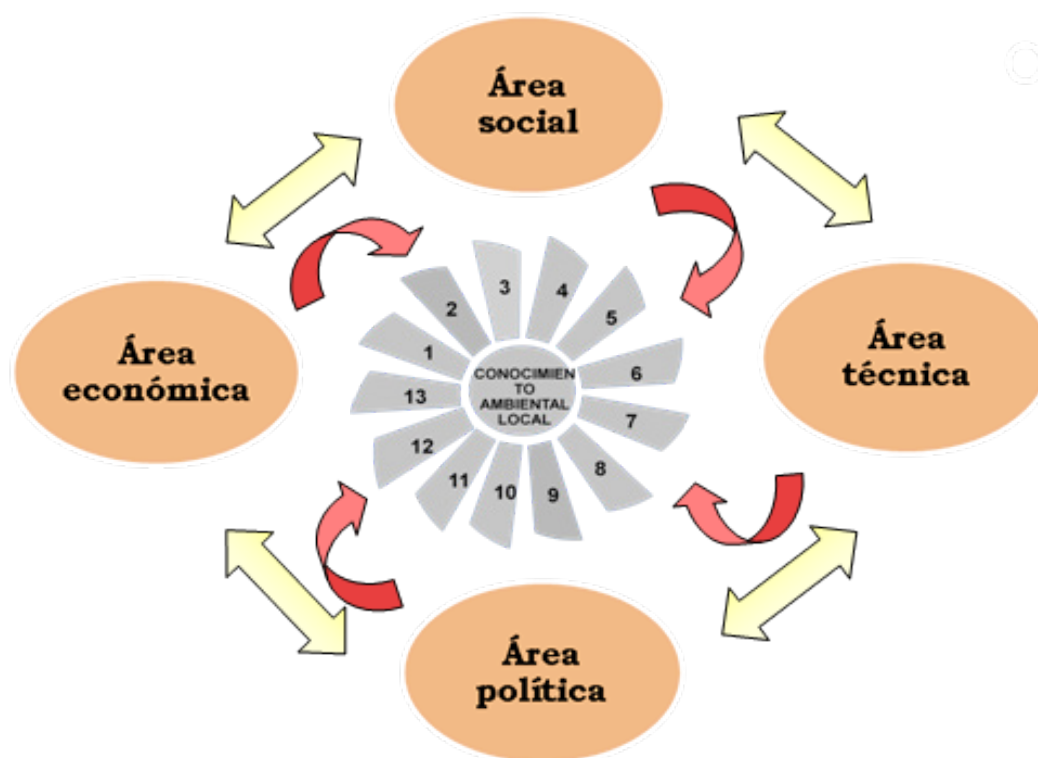 Área
social
Área
económica
Área
técnica
3
4
2
5
1
6
CONOCIMIEN
TO
AMBIENTAL
LOCAL
13
7
12
8
11
10
9
Área
política